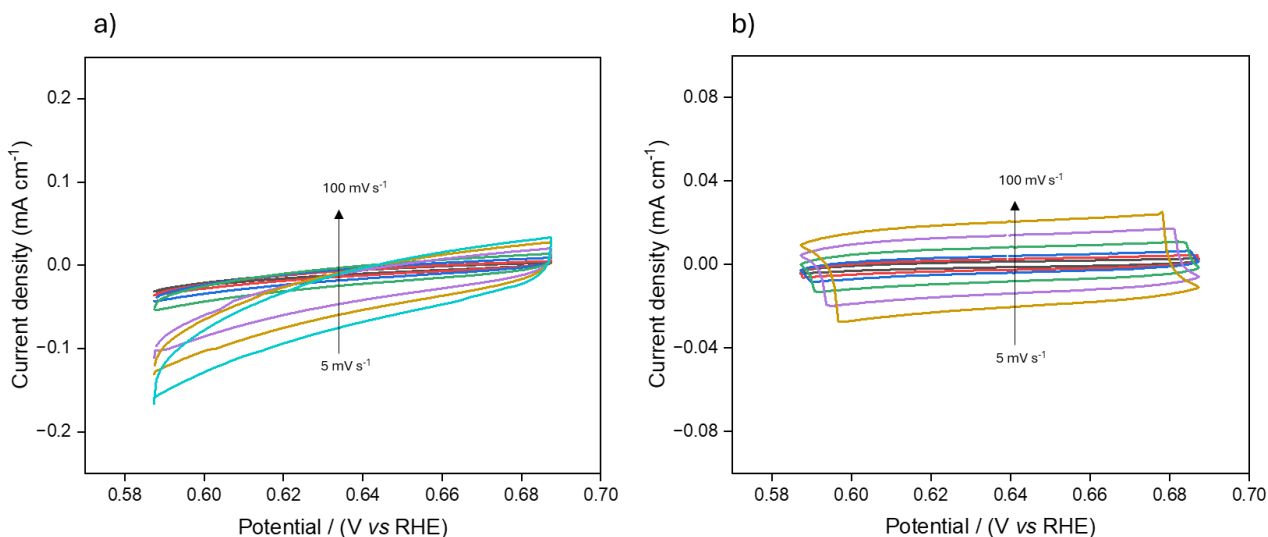 a)
0.2
0.1
0.0
−0.1
−0.2
Current density (mA cm⁻¹)
100 mV s⁻¹
5 mV s⁻¹
0.58 0.60 0.62 0.64 0.66 0.68 0.70
Potential / (V vs RHE)
b)
0.08
0.04
0.00
−0.04
−0.08
Current density (mA cm⁻¹)
100 mV s⁻¹
5 mV s⁻¹
0.58 0.60 0.62 0.64 0.66 0.68 0.70
Potential / (V vs RHE)